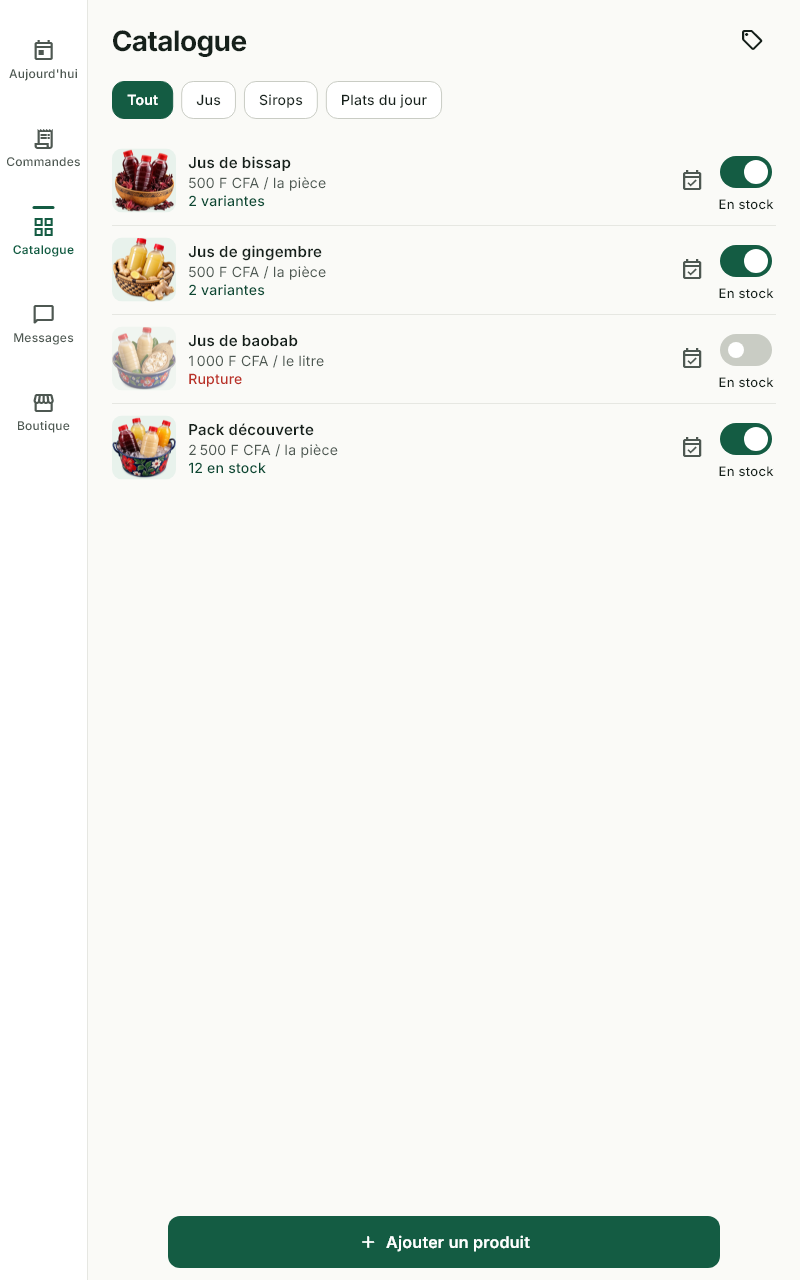 Aujourd'hui
Commandes
Catalogue
Messages
Boutique
Catalogue
Tout
Jus
Sirops
Plats du jour
Jus de bissap
500 F CFA / la pièce
2 variantes
En stock
Jus de gingembre
500 F CFA / la pièce
2 variantes
En stock
Jus de baobab
1 000 F CFA / le litre
Rupture
En stock
Pack découverte
2 500 F CFA / la pièce
12 en stock
En stock
+ Ajouter un produit